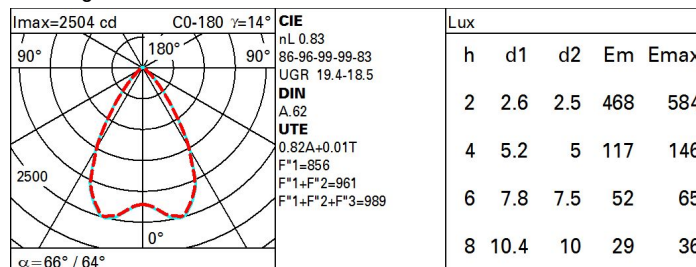 Imax=2504 cd C0-180 γ=14°
90° 180° 90°
2500
0°
α=66° / 64°
CIE
nL 0.83
86-96-99-99-83
UGR 19.4-18.5
DIN
A.62
UTE
0.82A+0.01T
F"1=856
F"1+F"2=961
F"1+F"2+F"3=989
Lux
h d1 d2 Em Emax
2 2.6 2.5 468 584
4 5.2 5 117 146
6 7.8 7.5 52 65
8 10.4 10 29 36